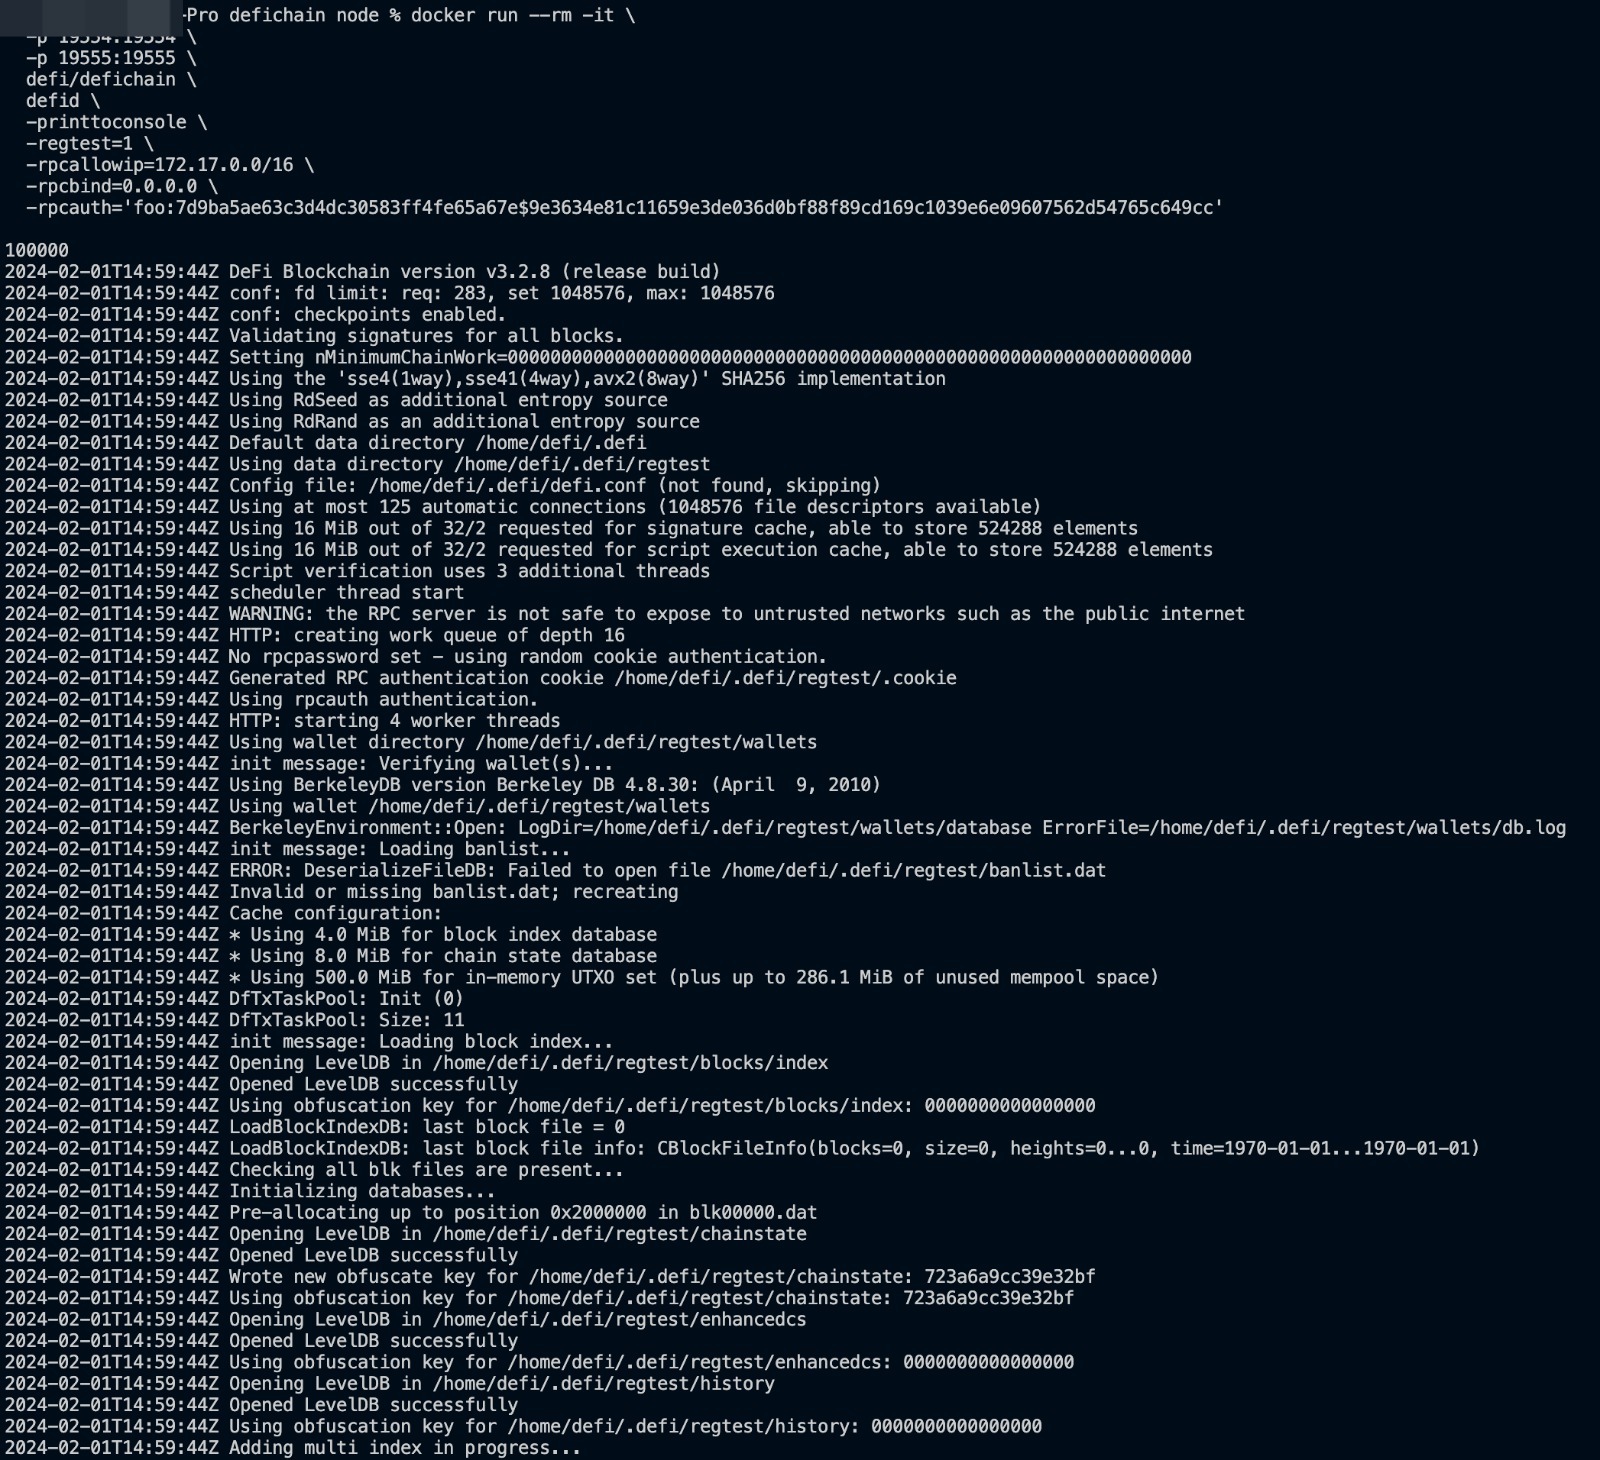 -Pro defichain node % docker run --rm -it \
-p 19554:19554 \
-p 19555:19555 \
defi/defichain \
defid \
-printtoconsole \
-regtest=1 \
-rpcallowip=172.17.0.0/16 \
-rpcbind=0.0.0.0 \
-rpcauth='foo:7d9ba5ae63c3d4dc30583ff4fe65a67e$9e3634e81c11659e3de036d0bf88f89cd169c1039e6e09607562d54765c649cc'
100000
2024-02-01T14:59:44Z DeFi Blockchain version v3.2.8 (release build)
2024-02-01T14:59:44Z conf: fd limit: req: 283, set 1048576, max: 1048576
2024-02-01T14:59:44Z conf: checkpoints enabled.
2024-02-01T14:59:44Z Validating signatures for all blocks.
2024-02-01T14:59:44Z Setting nMinimumChainWork=0000000000000000000000000000000000000000000000000000000000000000
2024-02-01T14:59:44Z Using the 'sse4(1way),sse41(4way),avx2(8way)' SHA256 implementation
2024-02-01T14:59:44Z Using RdSeed as additional entropy source
2024-02-01T14:59:44Z Using RdRand as an additional entropy source
2024-02-01T14:59:44Z Default data directory /home/defi/.defi
2024-02-01T14:59:44Z Using data directory /home/defi/.defi/regtest
2024-02-01T14:59:44Z Config file: /home/defi/.defi/defi.conf (not found, skipping)
2024-02-01T14:59:44Z Using at most 125 automatic connections (1048576 file descriptors available)
2024-02-01T14:59:44Z Using 16 MiB out of 32/2 requested for signature cache, able to store 524288 elements
2024-02-01T14:59:44Z Using 16 MiB out of 32/2 requested for script execution cache, able to store 524288 elements
2024-02-01T14:59:44Z Script verification uses 3 additional threads
2024-02-01T14:59:44Z scheduler thread start
2024-02-01T14:59:44Z WARNING: the RPC server is not safe to expose to untrusted networks such as the public internet
2024-02-01T14:59:44Z HTTP: creating work queue of depth 16
2024-02-01T14:59:44Z No rpcpassword set - using random cookie authentication.
2024-02-01T14:59:44Z Generated RPC authentication cookie /home/defi/.defi/regtest/.cookie
2024-02-01T14:59:44Z Using rpcauth authentication.
2024-02-01T14:59:44Z HTTP: starting 4 worker threads
2024-02-01T14:59:44Z Using wallet directory /home/defi/.defi/regtest/wallets
2024-02-01T14:59:44Z init message: Verifying wallet(s)...
2024-02-01T14:59:44Z Using BerkeleyDB version Berkeley DB 4.8.30: (April  9, 2010)
2024-02-01T14:59:44Z Using wallet /home/defi/.defi/regtest/wallets
2024-02-01T14:59:44Z BerkeleyEnvironment::Open: LogDir=/home/defi/.defi/regtest/wallets/database ErrorFile=/home/defi/.defi/regtest/wallets/db.log
2024-02-01T14:59:44Z init message: Loading banlist...
2024-02-01T14:59:44Z ERROR: DeserializeFileDB: Failed to open file /home/defi/.defi/regtest/banlist.dat
2024-02-01T14:59:44Z Invalid or missing banlist.dat; recreating
2024-02-01T14:59:44Z Cache configuration:
2024-02-01T14:59:44Z * Using 4.0 MiB for block index database
2024-02-01T14:59:44Z * Using 8.0 MiB for chain state database
2024-02-01T14:59:44Z * Using 500.0 MiB for in-memory UTXO set (plus up to 286.1 MiB of unused mempool space)
2024-02-01T14:59:44Z DfTxTaskPool: Init (0)
2024-02-01T14:59:44Z DfTxTaskPool: Size: 11
2024-02-01T14:59:44Z init message: Loading block index...
2024-02-01T14:59:44Z Opening LevelDB in /home/defi/.defi/regtest/blocks/index
2024-02-01T14:59:44Z Opened LevelDB successfully
2024-02-01T14:59:44Z Using obfuscation key for /home/defi/.defi/regtest/blocks/index: 0000000000000000
2024-02-01T14:59:44Z LoadBlockIndexDB: last block file = 0
2024-02-01T14:59:44Z LoadBlockIndexDB: last block file info: CBlockFileInfo(blocks=0, size=0, heights=0...0, time=1970-01-01...1970-01-01)
2024-02-01T14:59:44Z Checking all blk files are present...
2024-02-01T14:59:44Z Initializing databases...
2024-02-01T14:59:44Z Pre-allocating up to position 0x2000000 in blk00000.dat
2024-02-01T14:59:44Z Opening LevelDB in /home/defi/.defi/regtest/chainstate
2024-02-01T14:59:44Z Opened LevelDB successfully
2024-02-01T14:59:44Z Wrote new obfuscate key for /home/defi/.defi/regtest/chainstate: 723a6a9cc39e32bf
2024-02-01T14:59:44Z Using obfuscation key for /home/defi/.defi/regtest/chainstate: 723a6a9cc39e32bf
2024-02-01T14:59:44Z Opening LevelDB in /home/defi/.defi/regtest/enhancedcs
2024-02-01T14:59:44Z Opened LevelDB successfully
2024-02-01T14:59:44Z Using obfuscation key for /home/defi/.defi/regtest/enhancedcs: 0000000000000000
2024-02-01T14:59:44Z Opening LevelDB in /home/defi/.defi/regtest/history
2024-02-01T14:59:44Z Opened LevelDB successfully
2024-02-01T14:59:44Z Using obfuscation key for /home/defi/.defi/regtest/history: 0000000000000000
2024-02-01T14:59:44Z Adding multi index in progress...